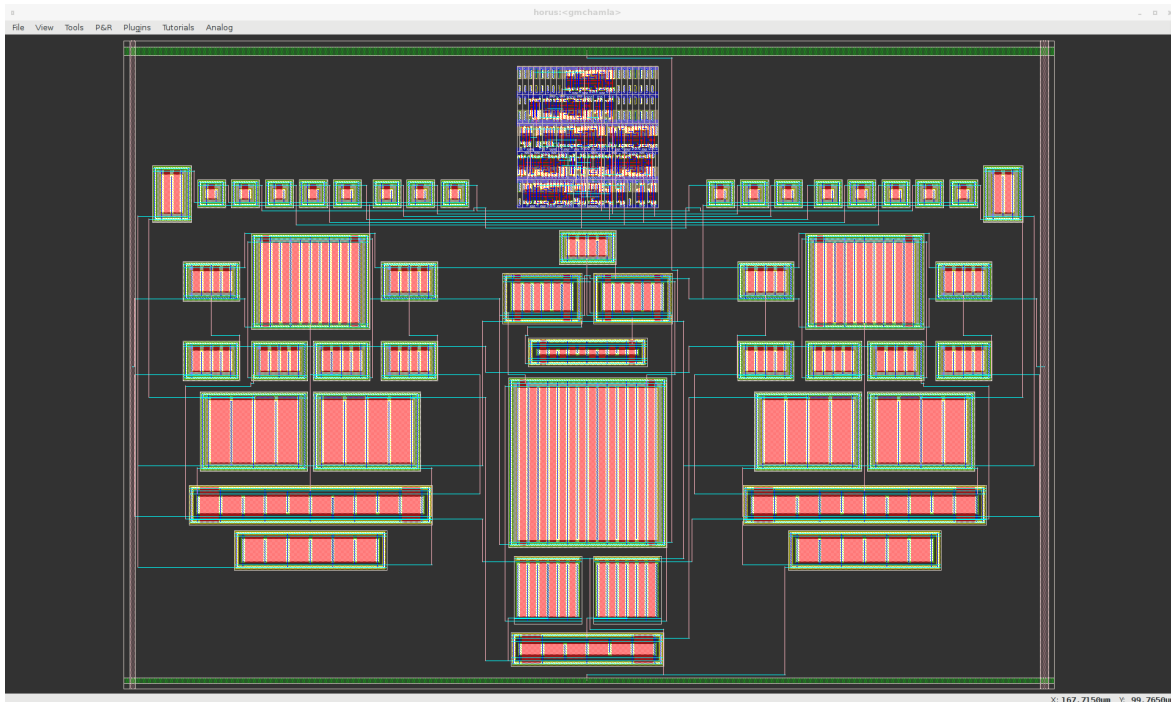 horus:<gmchamla>
File View Tools P&R Plugins Tutorials Analog
X: 167.7150um Y: 99.7650um